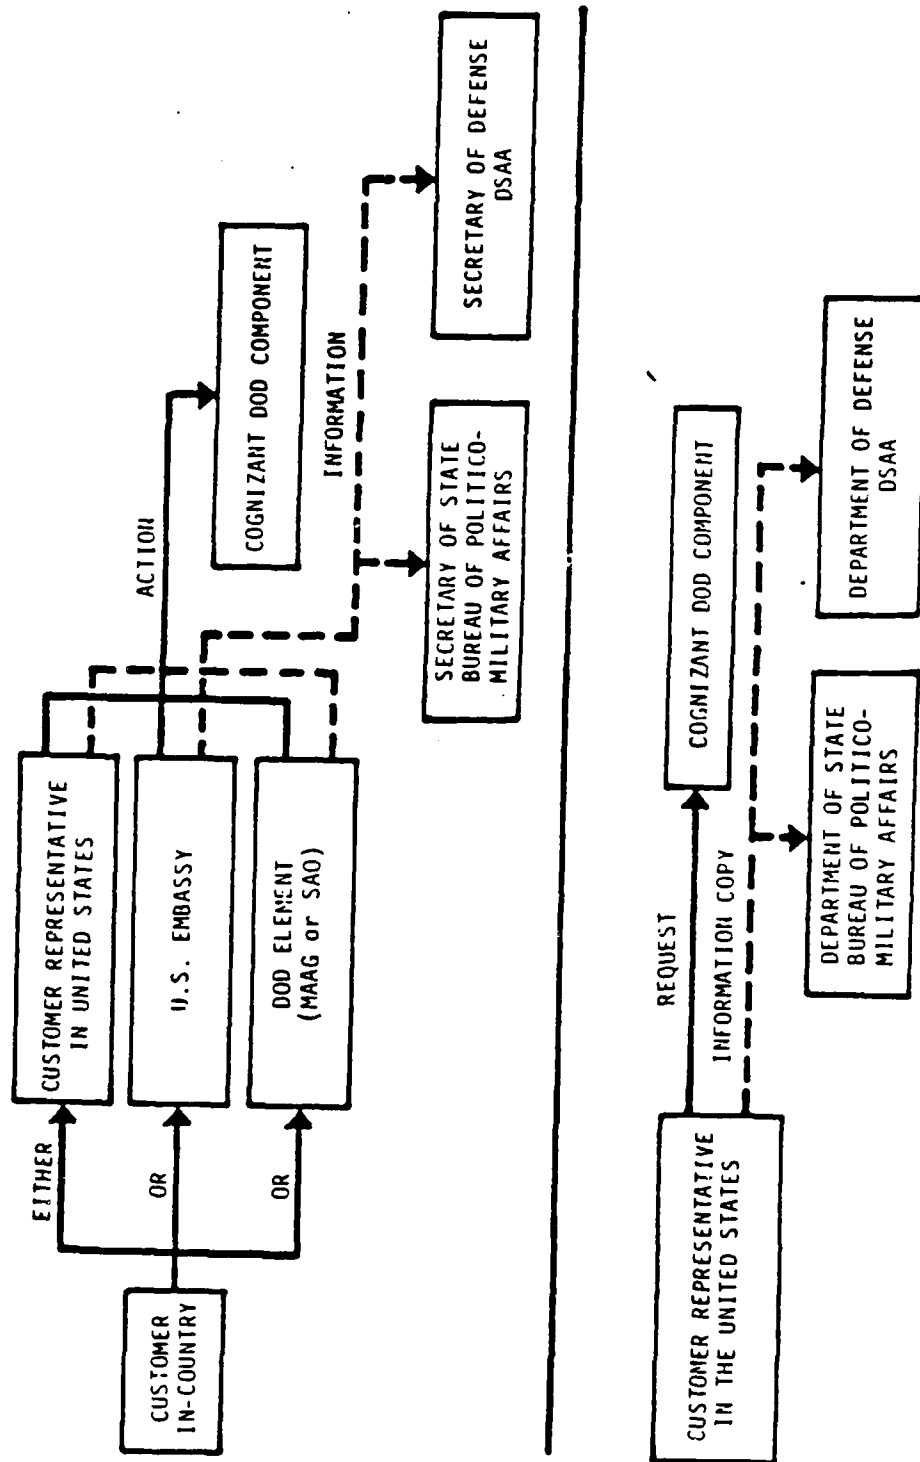 CUSTOMER
IN-COUNTRY
EITHER
OR
OR
CUSTOMER REPRESENTATIVE
IN UNITED STATES
U.S. EMBASSY
DOD ELEMENT
(MAAG or SAO)
ACTION
COGNIZANT DOD COMPONENT
INFORMATION
SECRETARY OF STATE
BUREAU OF POLITICO-
MILITARY AFFAIRS
SECRETARY OF DEFENSE
DSAA
CUSTOMER REPRESENTATIVE
IN THE UNITED STATES
REQUEST
COGNIZANT DOD COMPONENT
INFORMATION COPY
DEPARTMENT OF STATE
BUREAU OF POLITICO-
MILITARY AFFAIRS
DEPARTMENT OF DEFENSE
DSAA